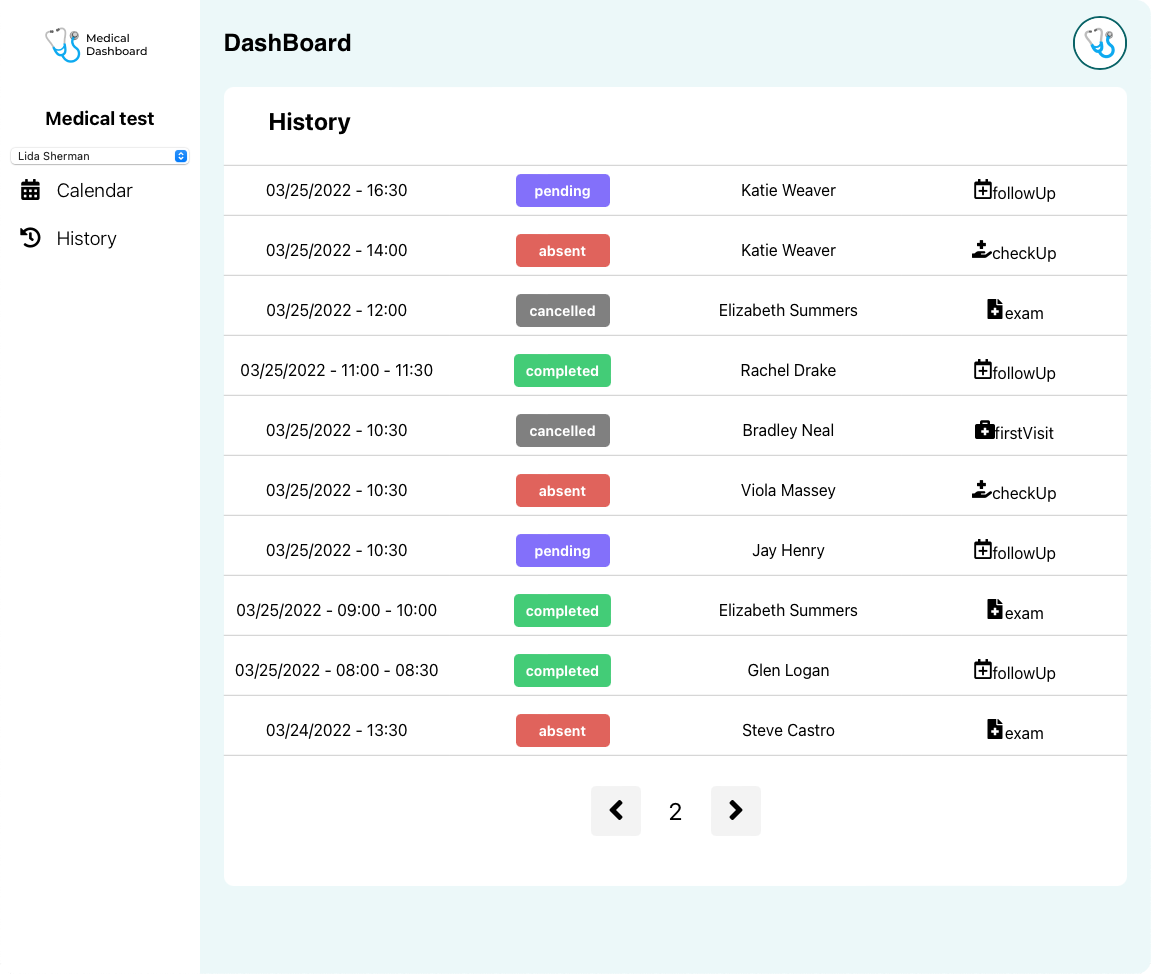 Medical
Dashboard
DashBoard
Medical test
Lida Sherman
Calendar
History
History
03/25/2022 - 16:30 pending Katie Weaver followUp
03/25/2022 - 14:00 absent Katie Weaver checkUp
03/25/2022 - 12:00 cancelled Elizabeth Summers exam
03/25/2022 - 11:00 - 11:30 completed Rachel Drake followUp
03/25/2022 - 10:30 cancelled Bradley Neal firstVisit
03/25/2022 - 10:30 absent Viola Massey checkUp
03/25/2022 - 10:30 pending Jay Henry followUp
03/25/2022 - 09:00 - 10:00 completed Elizabeth Summers exam
03/25/2022 - 08:00 - 08:30 completed Glen Logan followUp
03/24/2022 - 13:30 absent Steve Castro exam
2